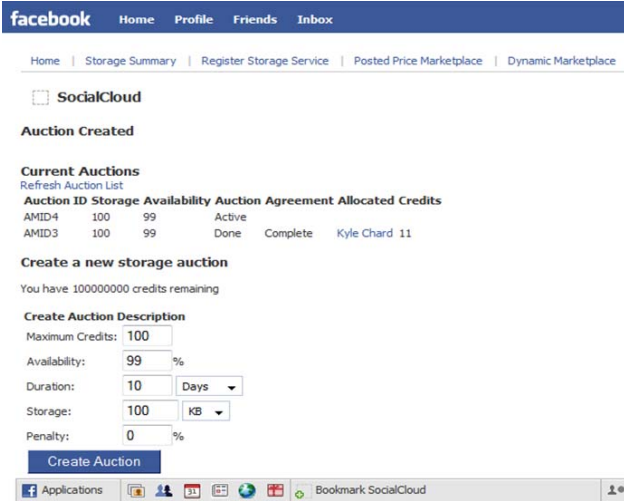 facebook Home Profile Friends Inbox
Home | Storage Summary | Register Storage Service | Posted Price Marketplace | Dynamic Marketplace
SocialCloud
Auction Created
Current Auctions
Refresh Auction List
Auction ID Storage Availability Auction Agreement Allocated Credits
AMID4 100 99 Active
AMID3 100 99 Done Complete Kyle Chard 11
Create a new storage auction
You have 100000000 credits remaining
Create Auction Description
Maximum Credits: 100
Availability: 99 %
Duration: 10 Days
Storage: 100 KB
Penalty: 0 %
Create Auction
Applications 31 Bookmark SocialCloud